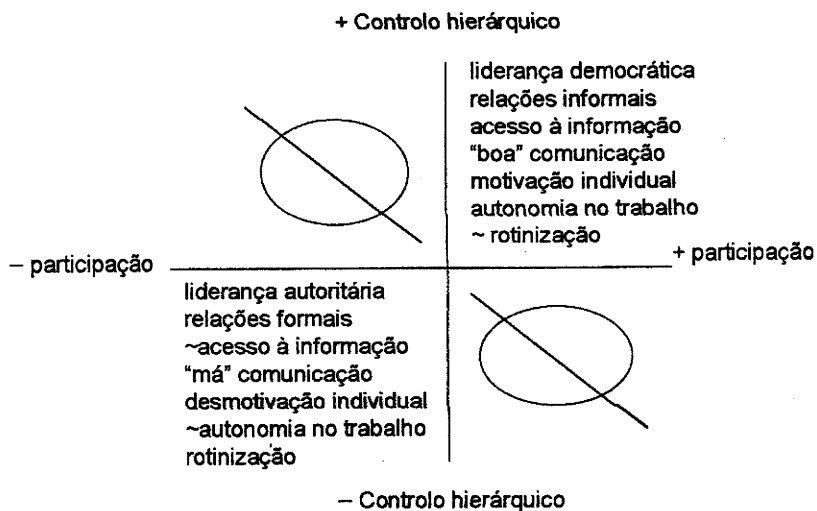 + Controlo hierárquico
liderança democrática
relações informais
acesso à informação
"boa" comunicação
motivação individual
autonomia no trabalho
~ rotinização
– participação
+ participação
liderança autoritária
relações formais
~acesso à informação
"má" comunicação
desmotivação individual
~autonomia no trabalho
rotinização
– Controlo hierárquico